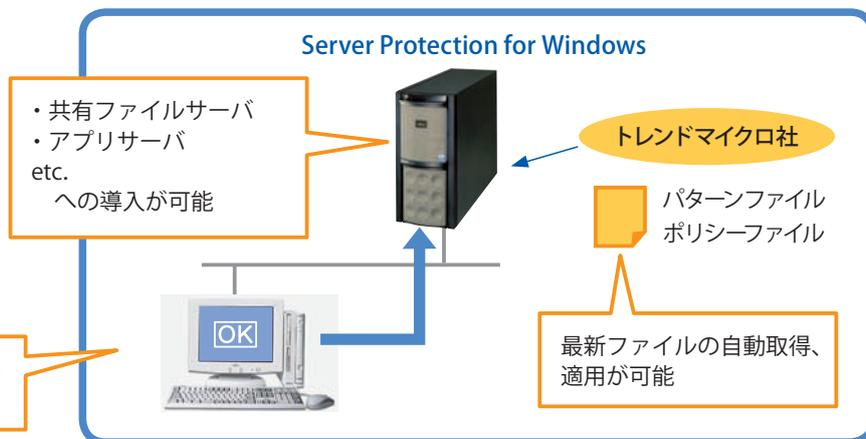 Server Protection for Windows
・共有ファイルサーバ
・アプリサーバ
etc.
への導入が可能
トレンドマイクロ社
パターンファイル
ポリシーファイル
OK
最新ファイルの自動取得、
適用が可能